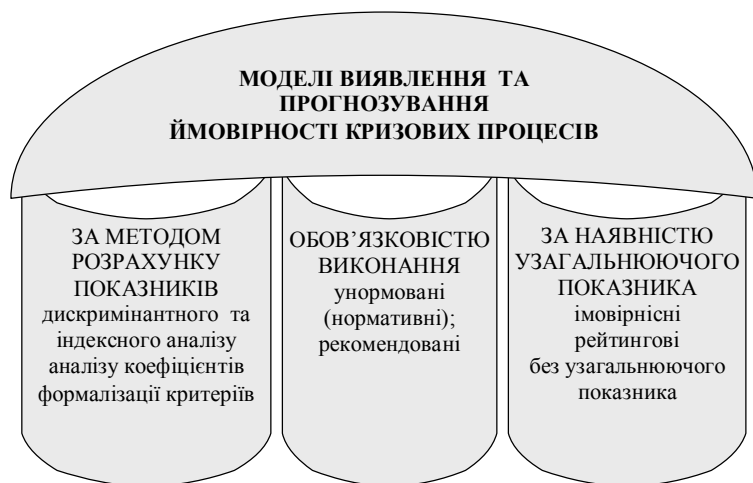 МОДЕЛІ ВИЯВЛЕННЯ ТА
ПРОГНОЗУВАННЯ
ЙМОВІРНОСТІ КРИЗОВИХ ПРОЦЕСІВ
ЗА МЕТОДОМ
РОЗРАХУНКУ
ПОКАЗНИКІВ
дискримінантного та
індексного аналізу
аналізу коефіцієнтів
формалізації критеріїв
ОБОВ’ЯЗКОВІСТЮ
ВИКОНАННЯ
унормовані
(нормативні);
рекомендовані
ЗА НАЯВНІСТЮ
УЗАГАЛЬНЮЮЧОГО
ПОКАЗНИКА
імовірнісні
рейтингові
без узагальнюючого
показника